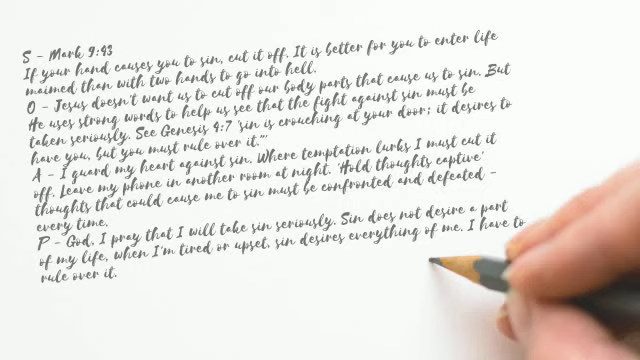 S - Mark 9:43
If your hand causes you to sin, cut it off. It is better for you to enter life
maimed than with two hands to go into hell.
O - Jesus doesn't want us to cut off our body parts that cause us to sin. But
He uses strong words to help us see that the fight against sin must be
taken seriously. See Genesis 4:7 'sin is crouching at your door; it desires to
have you, but you must rule over it."'
A - I guard my heart against sin. Where temptation lurks I must cut it
off. Leave my phone in another room at night. 'Hold thoughts captive'
thoughts that could cause me to sin must be confronted and defeated -
every time.
P - God, I pray that I will take sin seriously. Sin does not desire a part
of my life, when I'm tired or upset, sin desires everything of me. I have to
rule over it.